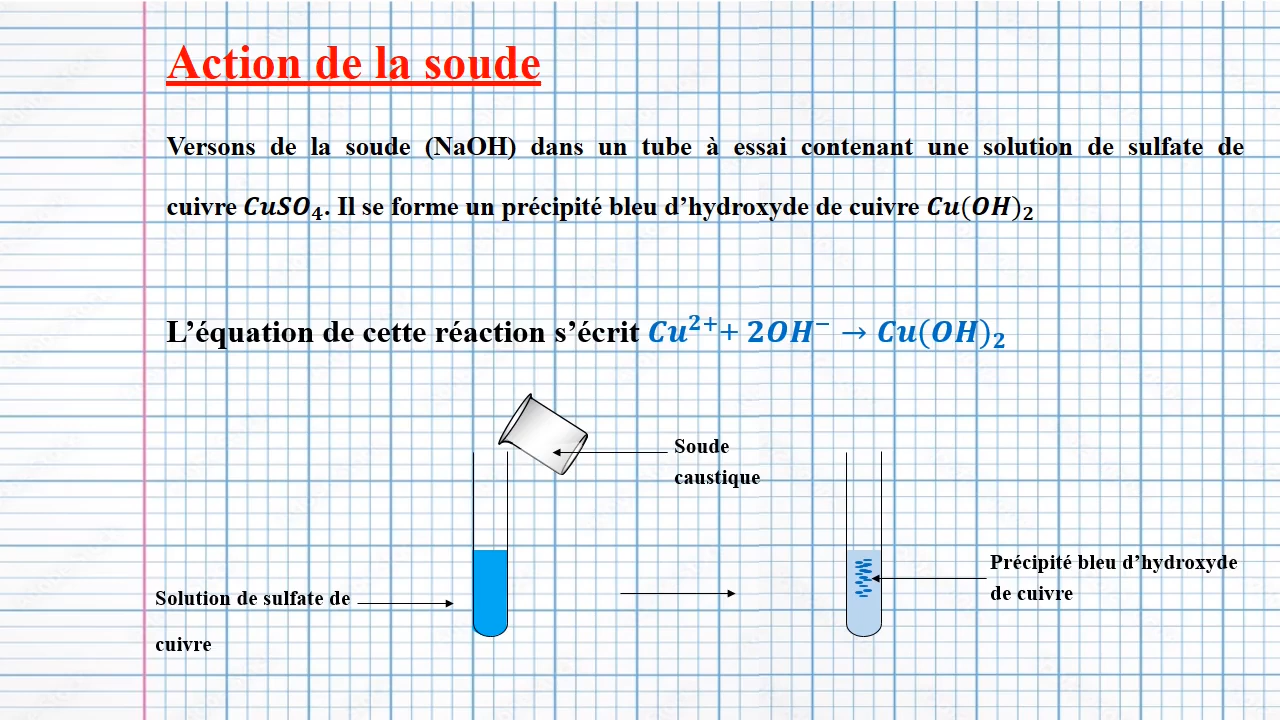 Action de la soude
Versons de la soude (NaOH) dans un tube à essai contenant une solution de sulfate de
cuivre CuSO₄. Il se forme un précipité bleu d’hydroxyde de cuivre Cu(OH)₂
L’équation de cette réaction s’écrit Cu²⁺+ 2OH⁻ → Cu(OH)₂
Soude
caustique
Solution de sulfate de
cuivre
Précipité bleu d’hydroxyde
de cuivre